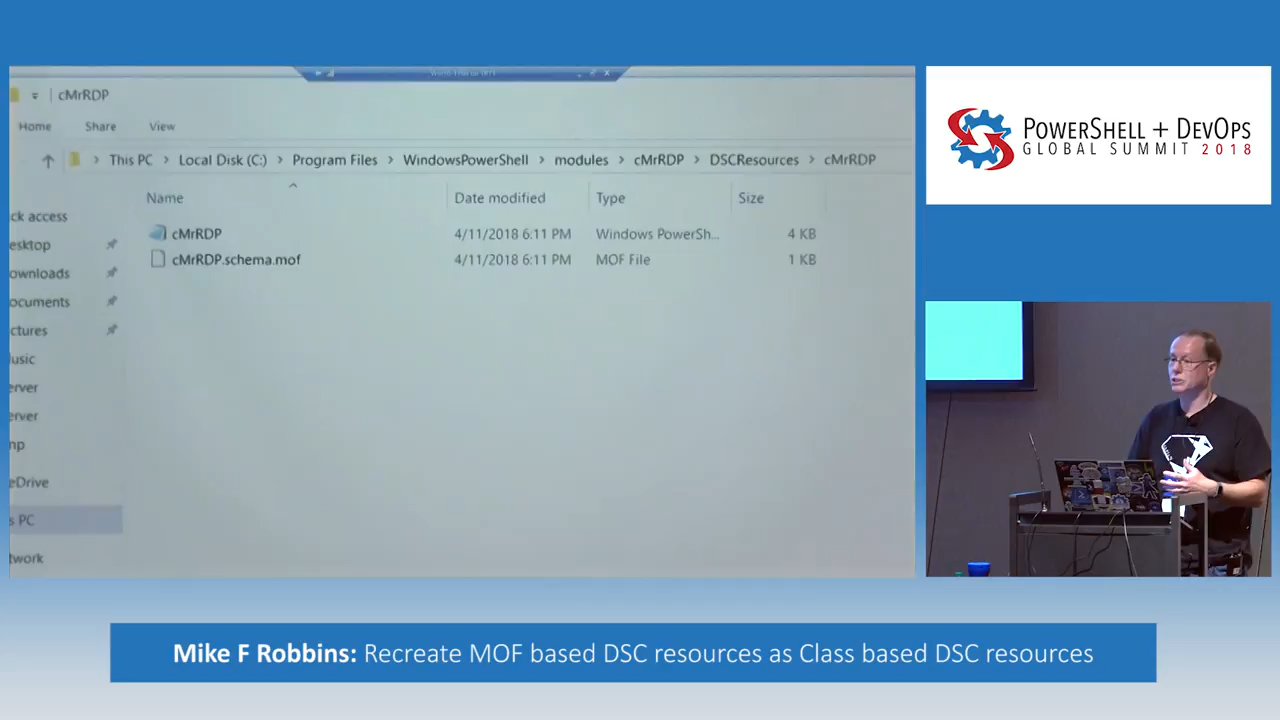 cMrRDP
Home Share View
This PC > Local Disk (C:) > Program Files > WindowsPowerShell > modules > cMrRDP > DSCResources > cMrRDP
Name Date modified Type Size
ck access
cMrRDP 4/11/2018 6:11 PM Windows PowerSh... 4 KB
esktop
cMrRDP.schema.mof 4/11/2018 6:11 PM MOF File 1 KB
ownloads
ocuments
ctures
usic
erver
erver
mp
eDrive
s PC
twork
POWERSHELL + DEVOPS
GLOBAL SUMMIT 2018
Mike F Robbins: Recreate MOF based DSC resources as Class based DSC resources